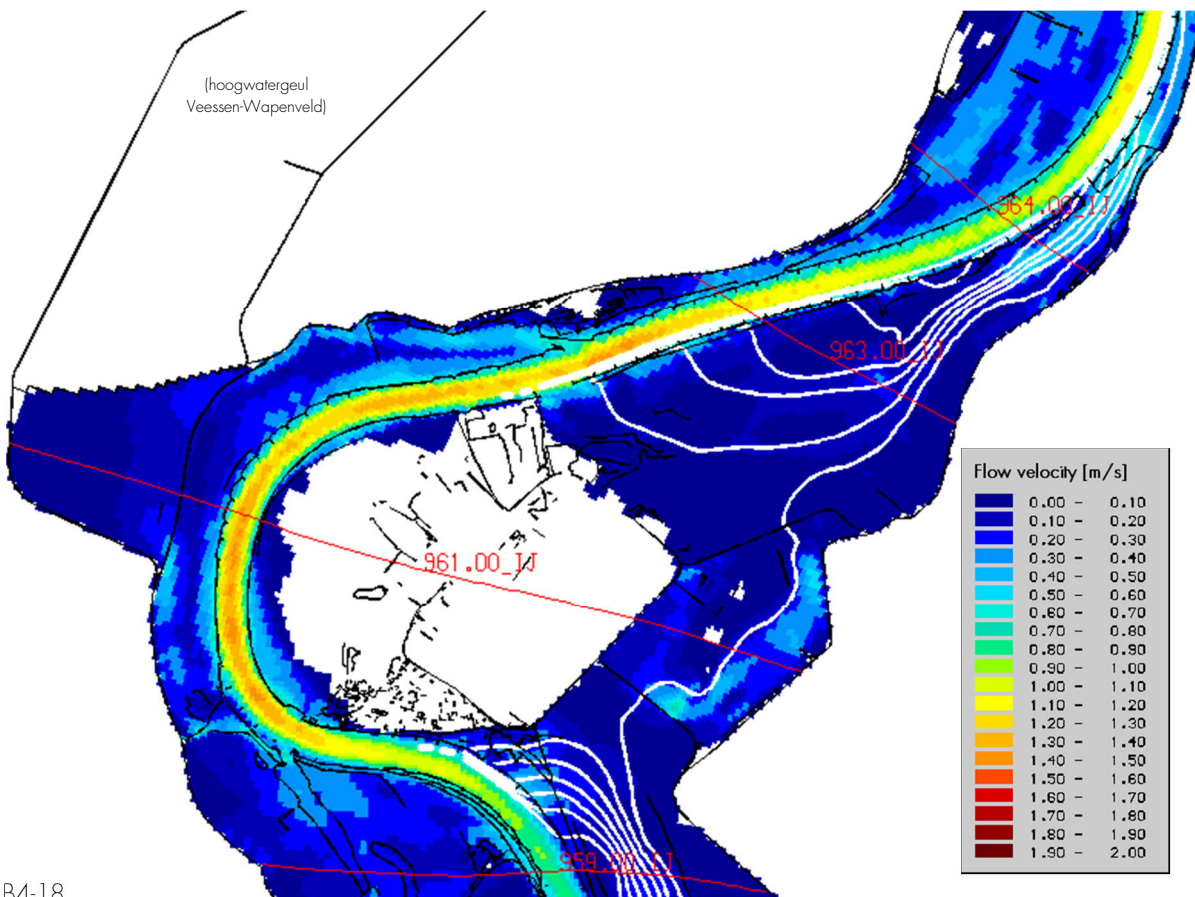 (hoogwatergeul
Veessen-Wapenveld)
964.00_IJ
963.00_IJ
961.00_IJ
959.00_IJ
Flow velocity [m/s]
0.00 - 0.10
0.10 - 0.20
0.20 - 0.30
0.30 - 0.40
0.40 - 0.50
0.50 - 0.60
0.60 - 0.70
0.70 - 0.80
0.80 - 0.90
0.90 - 1.00
1.00 - 1.10
1.10 - 1.20
1.20 - 1.30
1.30 - 1.40
1.40 - 1.50
1.50 - 1.60
1.60 - 1.70
1.70 - 1.80
1.80 - 1.90
1.90 - 2.00
B4-18